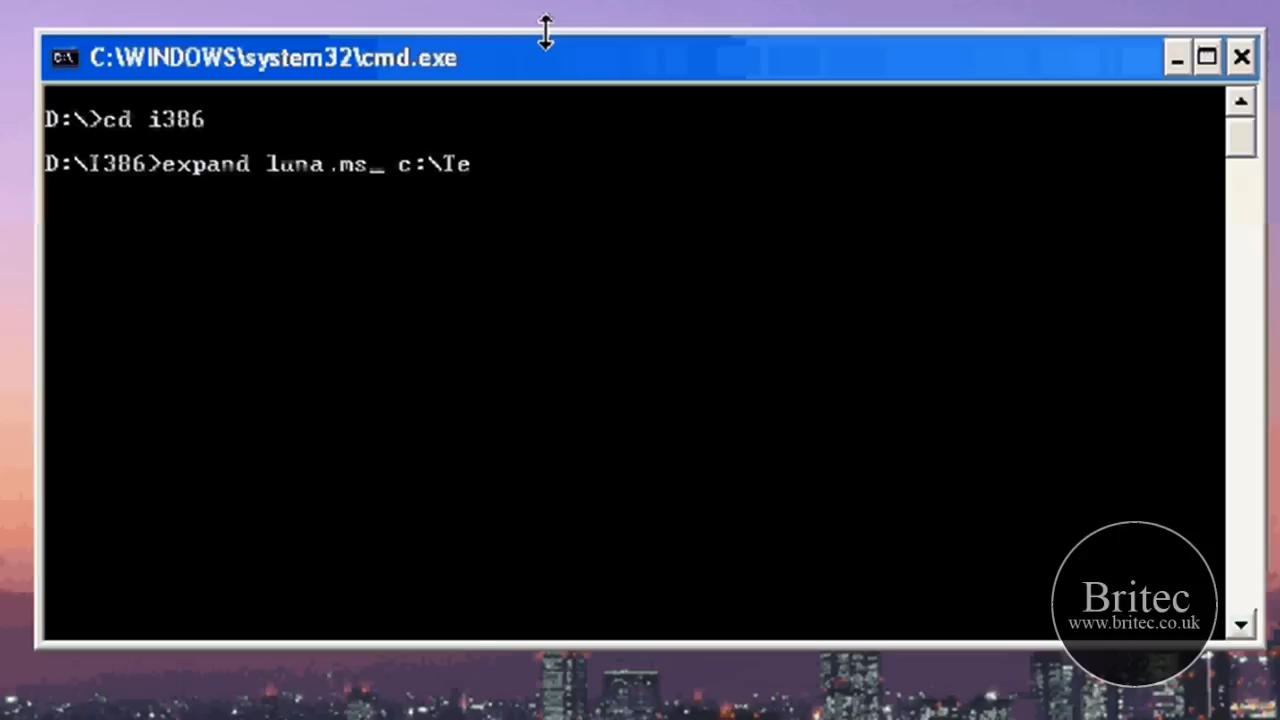 C:\WINDOWS\system32\cmd.exe
D:\>cd i386
D:\I386>expand luna.ms_ c:\Te
Britec
www.britec.co.uk